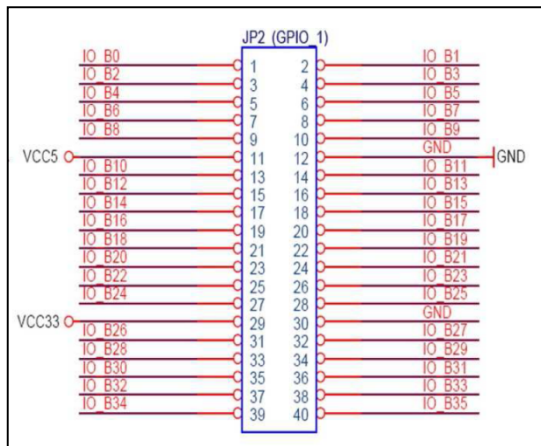 JP2 (GPIO_1)
IO_B0 1 2 IO_B1
IO_B2 3 4 IO_B3
IO_B4 5 6 IO_B5
IO_B6 7 8 IO_B7
IO_B8 9 10 IO_B9
VCC5 11 12 GND GND
IO_B10 13 14 IO_B11
IO_B12 15 16 IO_B13
IO_B14 17 18 IO_B15
IO_B16 19 20 IO_B17
IO_B18 21 22 IO_B19
IO_B20 23 24 IO_B21
IO_B22 25 26 IO_B23
IO_B24 27 28 IO_B25
VCC33 29 30 GND
IO_B26 31 32 IO_B27
IO_B28 33 34 IO_B29
IO_B30 35 36 IO_B31
IO_B32 37 38 IO_B33
IO_B34 39 40 IO_B35